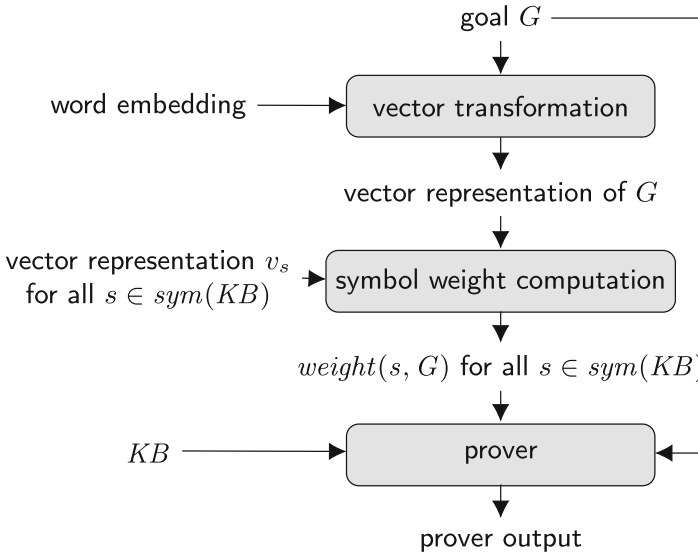 goal G
word embedding
vector transformation
vector representation of G
vector representation vₛ
for all s ∈ sym(KB)
symbol weight computation
weight(s, G) for all s ∈ sym(KB)
KB
prover
prover output